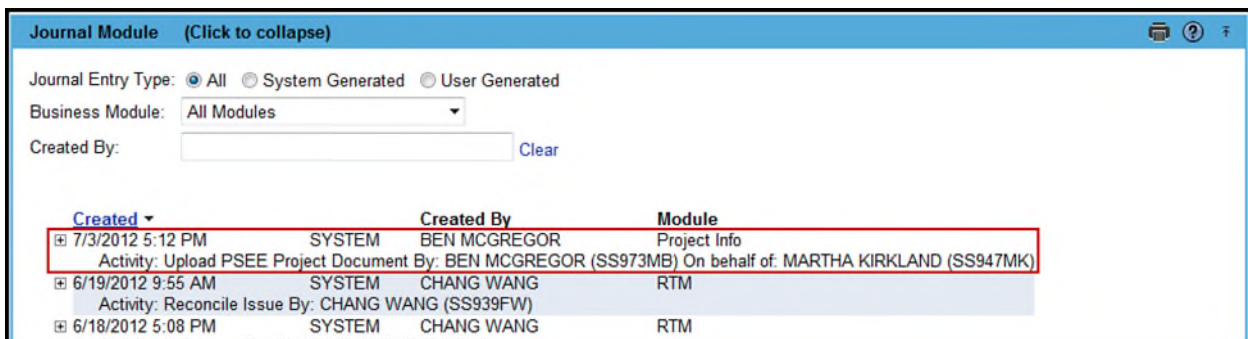 Journal Module (Click to collapse)
Journal Entry Type: All System Generated User Generated
Business Module: All Modules
Created By: Clear
Created Created By Module
7/3/2012 5:12 PM SYSTEM BEN MCGREGOR Project Info
Activity: Upload PSEE Project Document By: BEN MCGREGOR (SS973MB) On behalf of: MARTHA KIRKLAND (SS947MK)
6/19/2012 9:55 AM SYSTEM CHANG WANG RTM
Activity: Reconcile Issue By: CHANG WANG (SS939FW)
6/18/2012 5:08 PM SYSTEM CHANG WANG RTM